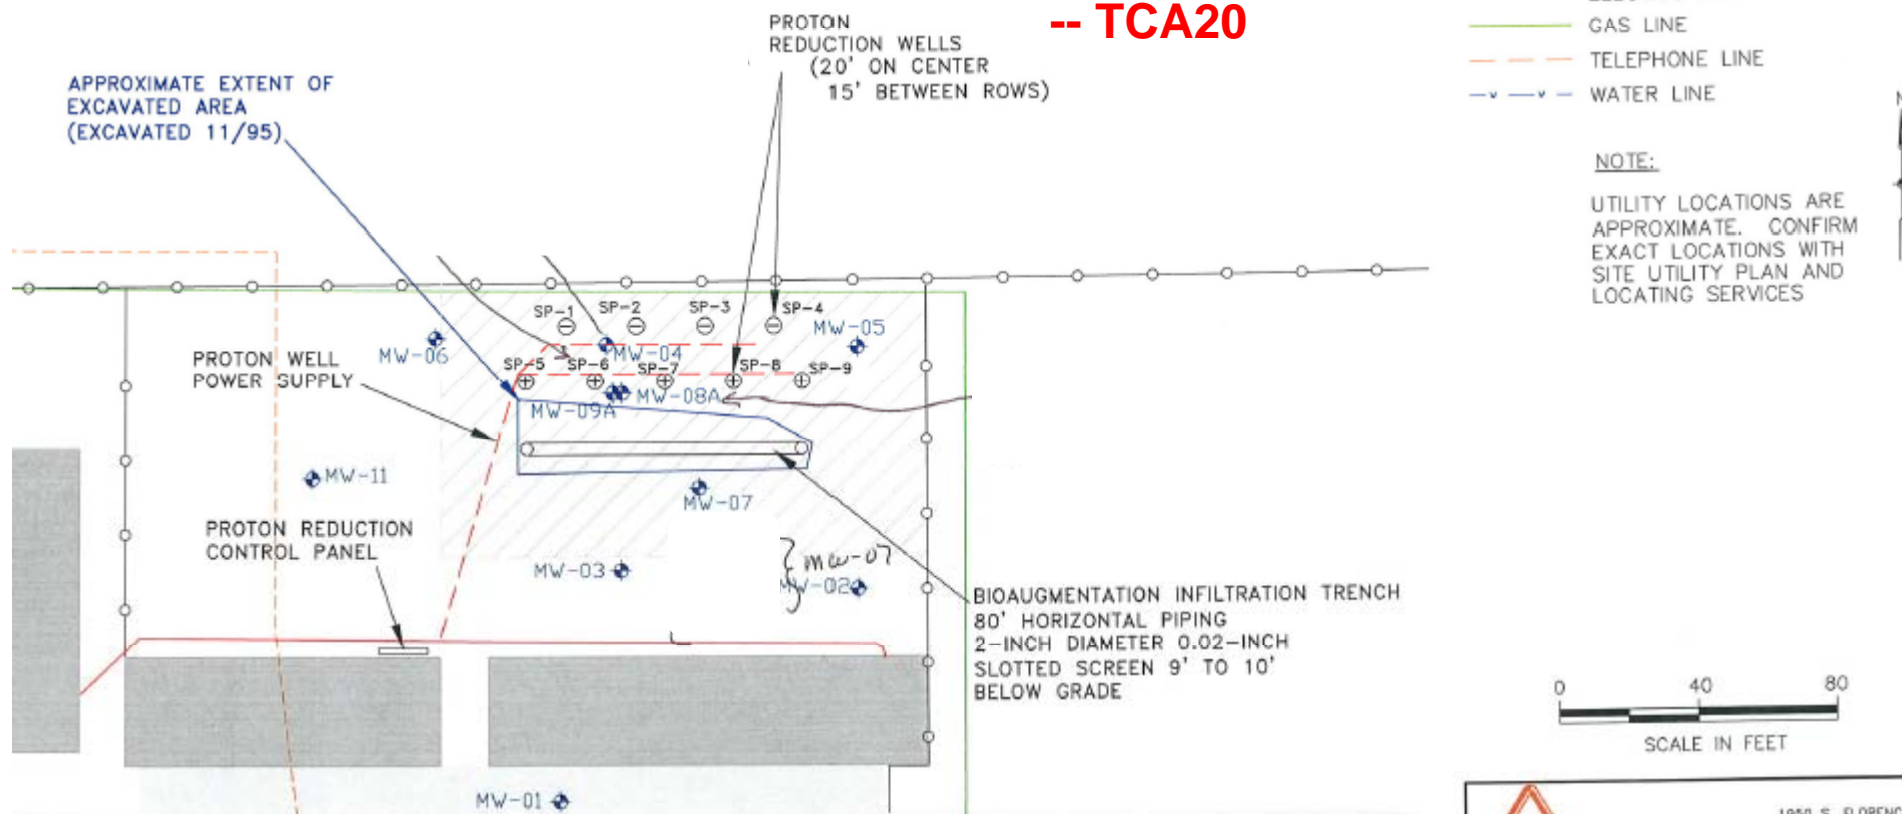 PROTON
REDUCTION WELLS
(20' ON CENTER
15' BETWEEN ROWS)
-- TCA20
GAS LINE
TELEPHONE LINE
WATER LINE
APPROXIMATE EXTENT OF
EXCAVATED AREA
(EXCAVATED 11/95)
NOTE:
UTILITY LOCATIONS ARE
APPROXIMATE. CONFIRM
EXACT LOCATIONS WITH
SITE UTILITY PLAN AND
LOCATING SERVICES
SP-1
SP-2
SP-3
SP-4
MW-05
MW-06
MW-04
PROTON WELL
POWER SUPPLY
SP-5
SP-6
SP-7
SP-8
SP-9
MW-09A
MW-08A
MW-11
MW-07
PROTON REDUCTION
CONTROL PANEL
MW-03
mw-07
MW-02
BIOAUGMENTATION INFILTRATION TRENCH
80' HORIZONTAL PIPING
2-INCH DIAMETER 0.02-INCH
SLOTTED SCREEN 9' TO 10'
BELOW GRADE
0 40 80
SCALE IN FEET
MW-01